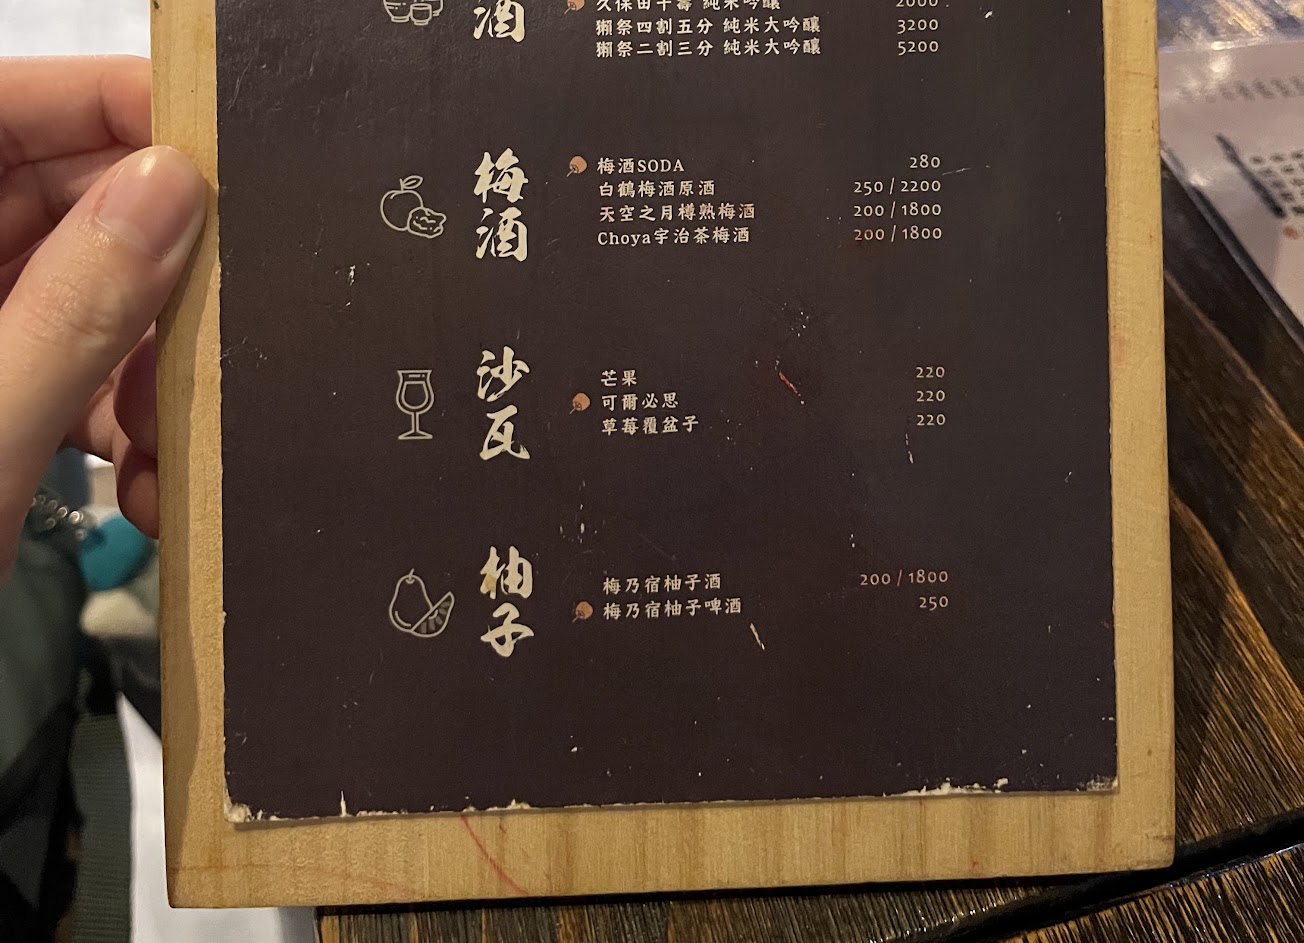 酒
久保田千壽 純米吟釀 2000
獺祭四割五分 純米大吟釀 3200
獺祭二割三分 純米大吟釀 5200
梅酒
梅酒SODA 280
白鶴梅酒原酒 250 / 2200
天空之月樽熟梅酒 200 / 1800
Choya宇治茶梅酒 200 / 1800
沙瓦
芒果 220
可爾必思 220
草莓覆盆子 220
柚子
梅乃宿柚子酒 200 / 1800
梅乃宿柚子啤酒 250